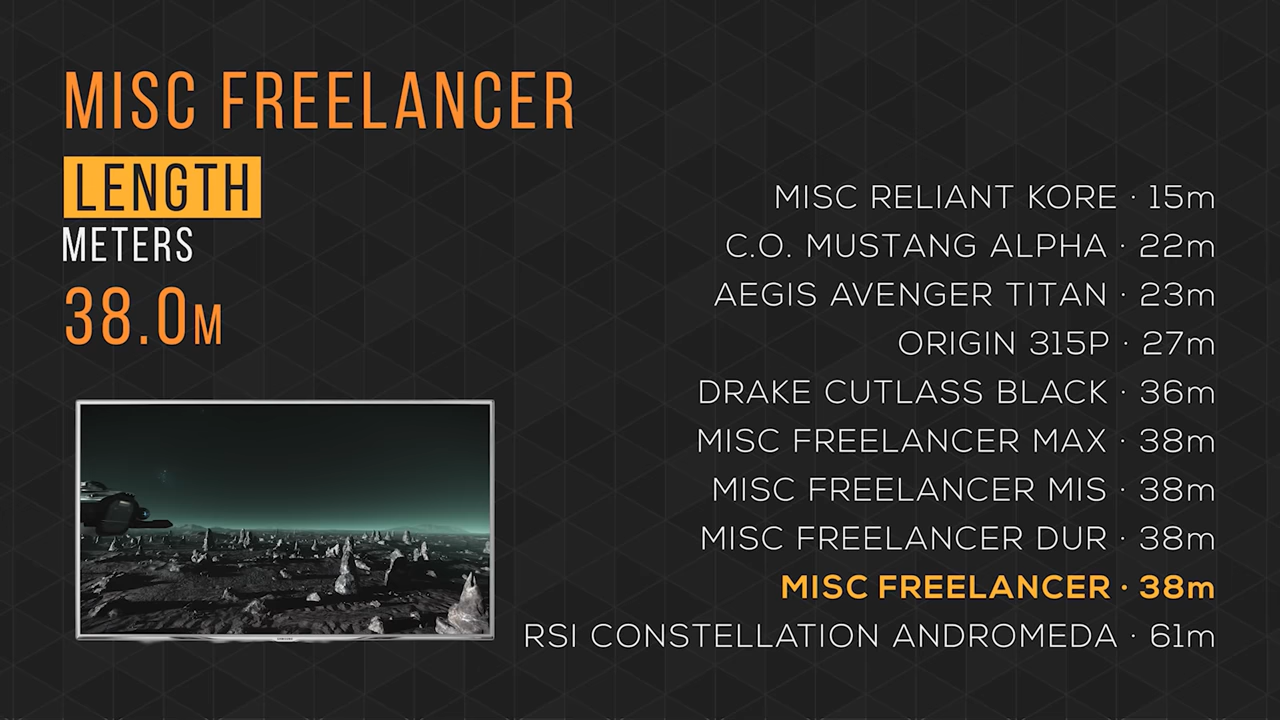 MISC FREELANCER
LENGTH
METERS
38.0M
MISC RELIANT KORE · 15m
C.O. MUSTANG ALPHA · 22m
AEGIS AVENGER TITAN · 23m
ORIGIN 315P · 27m
DRAKE CUTLASS BLACK · 36m
MISC FREELANCER MAX · 38m
MISC FREELANCER MIS · 38m
MISC FREELANCER DUR · 38m
MISC FREELANCER · 38m
RSI CONSTELLATION ANDROMEDA · 61m